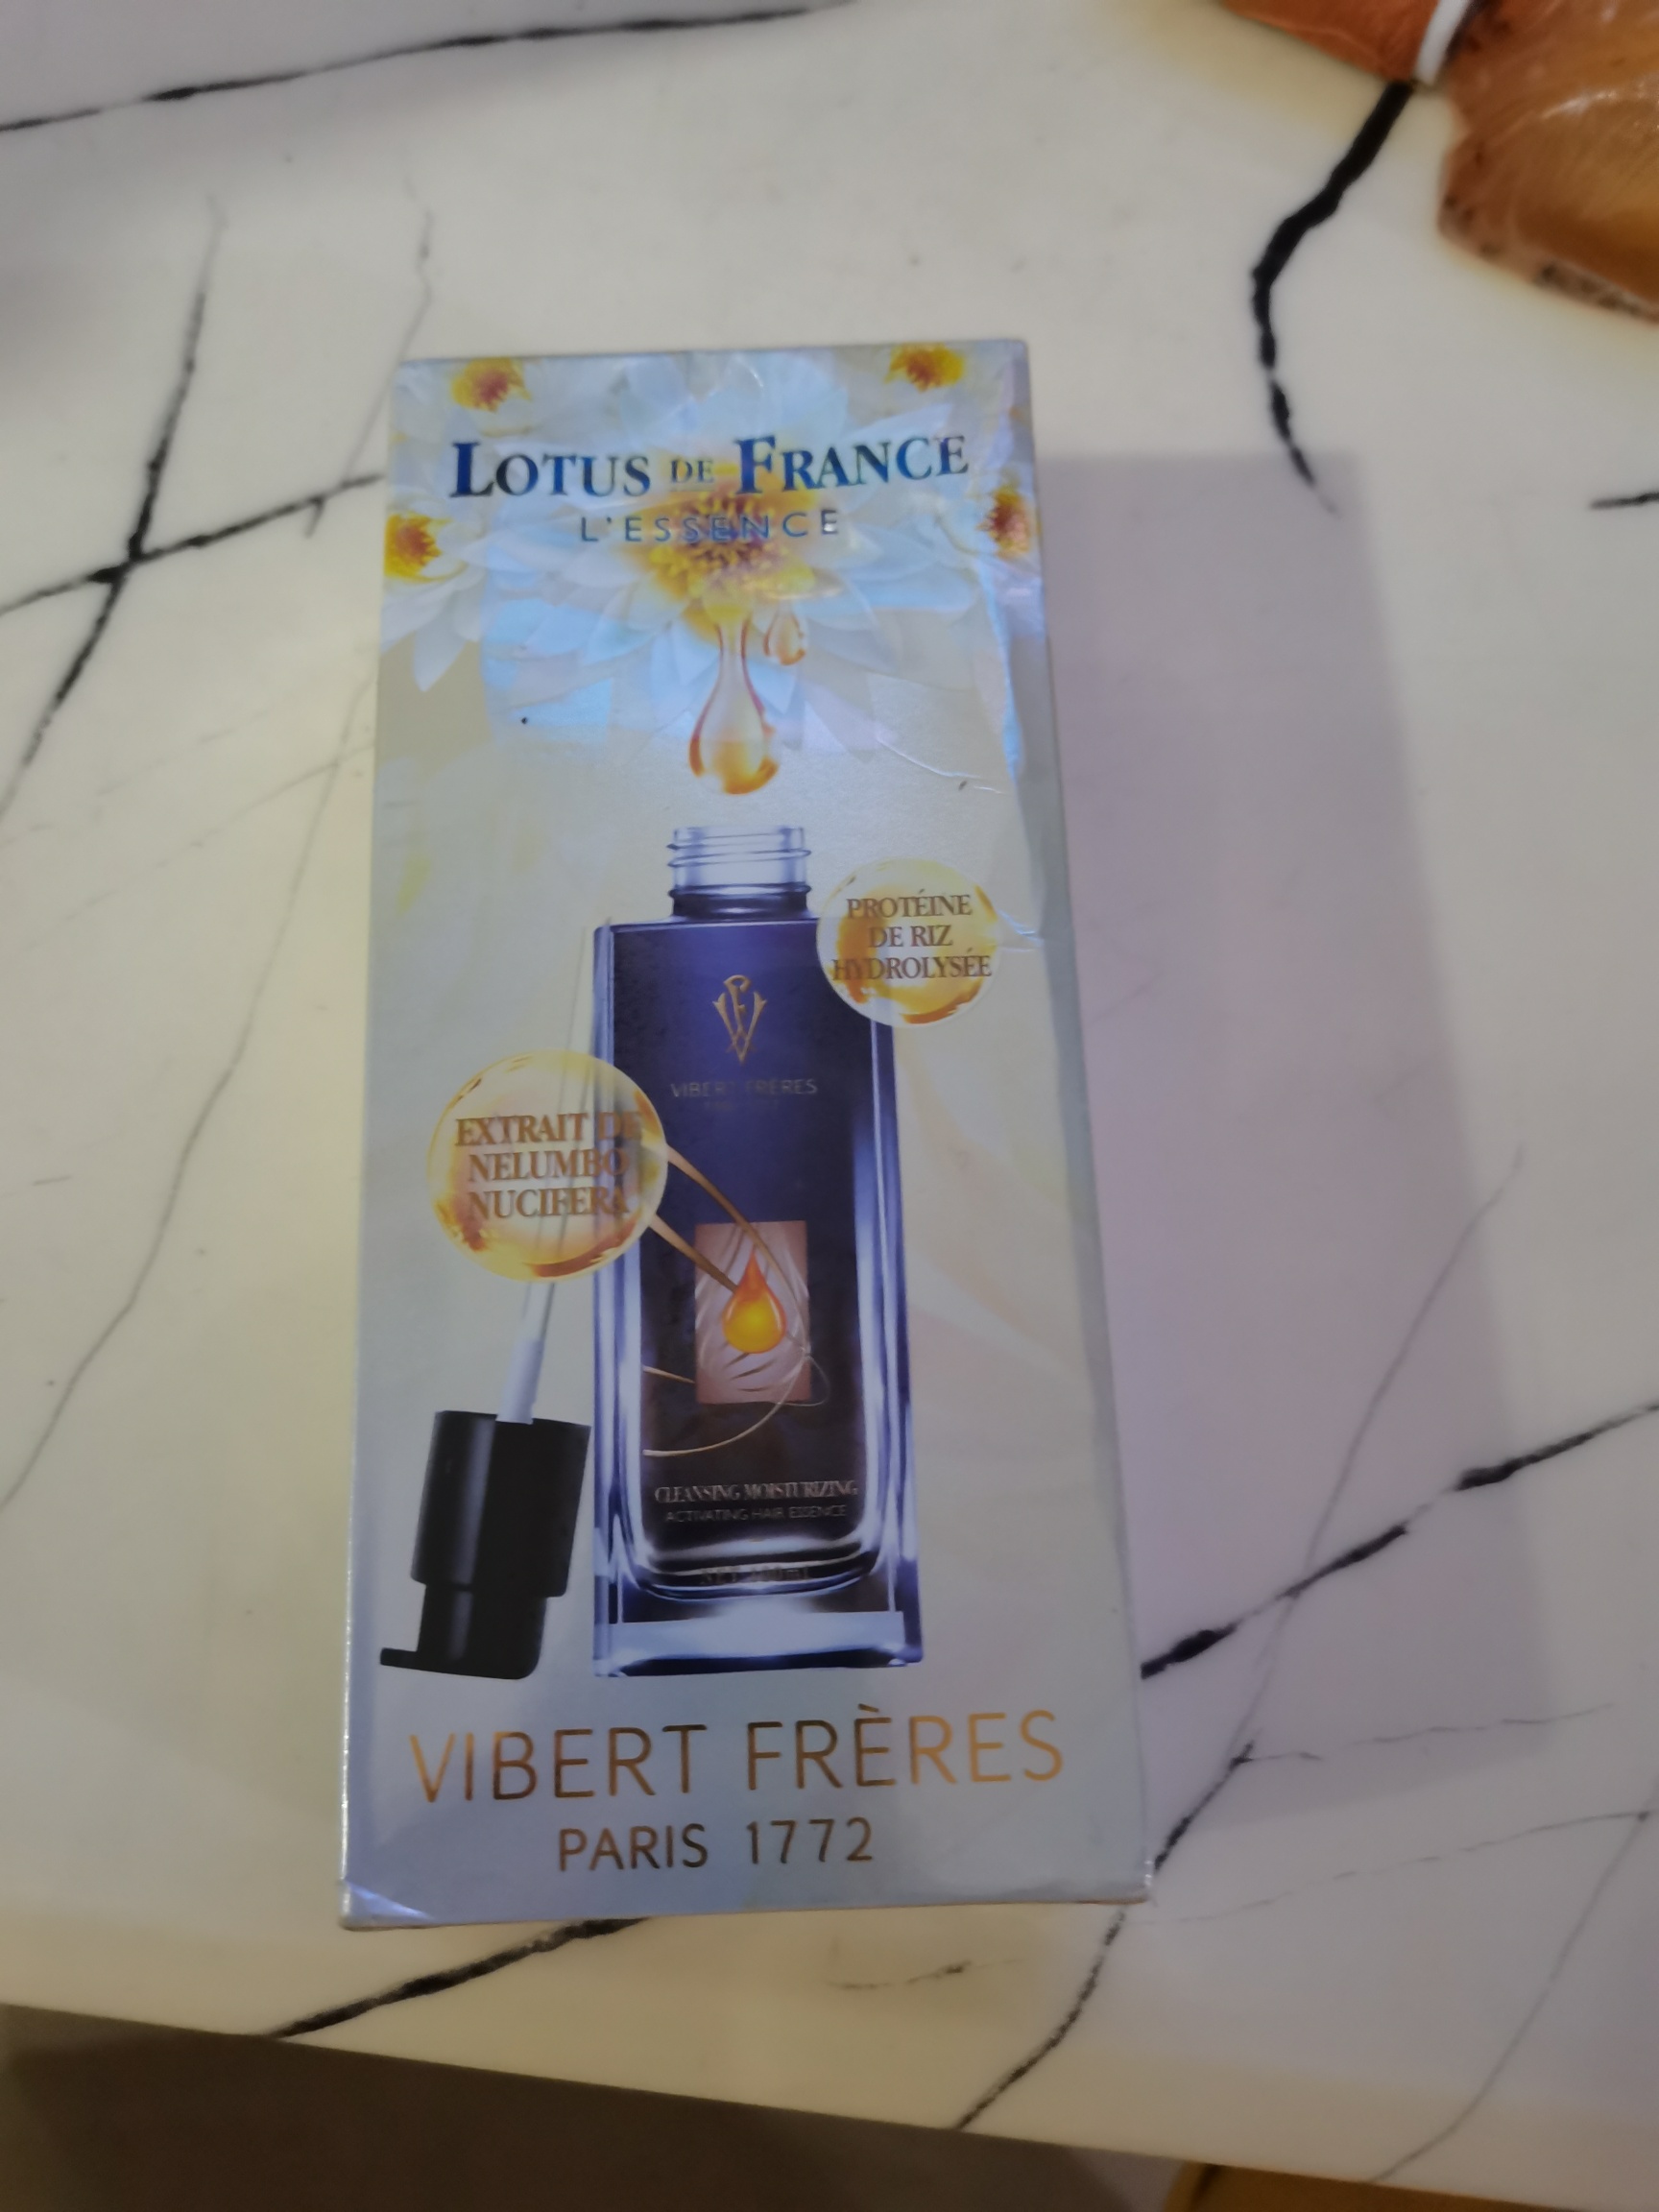 LOTUS DE FRANCE
L'ESSENCE
PROTÉINE
DE RIZ
HYDROLYSÉE
VIBERT FRÈRES
EXTRAIT DE
NELUMBO
NUCIFERA
CLEANSING MOISTURIZING
ACTIVATING HAIR ESSENCE
NET
VIBERT FRÈRES
PARIS 1772